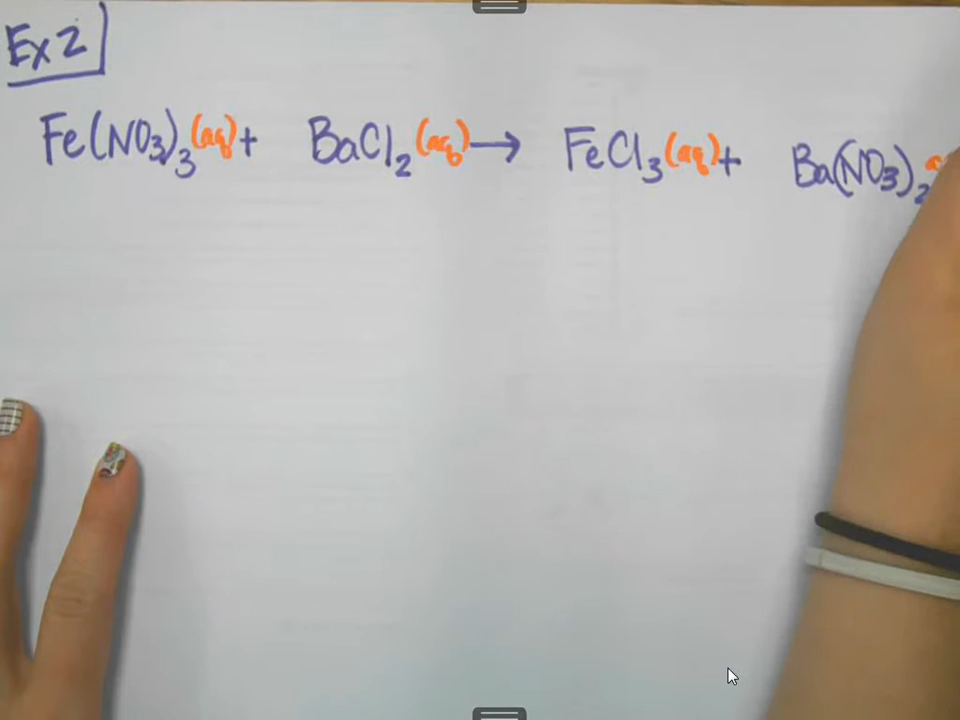 Ex 2
Fe(NO₃)₃(aq) + BaCl₂(aq) → FeCl₃(aq) + Ba(NO₃)₂